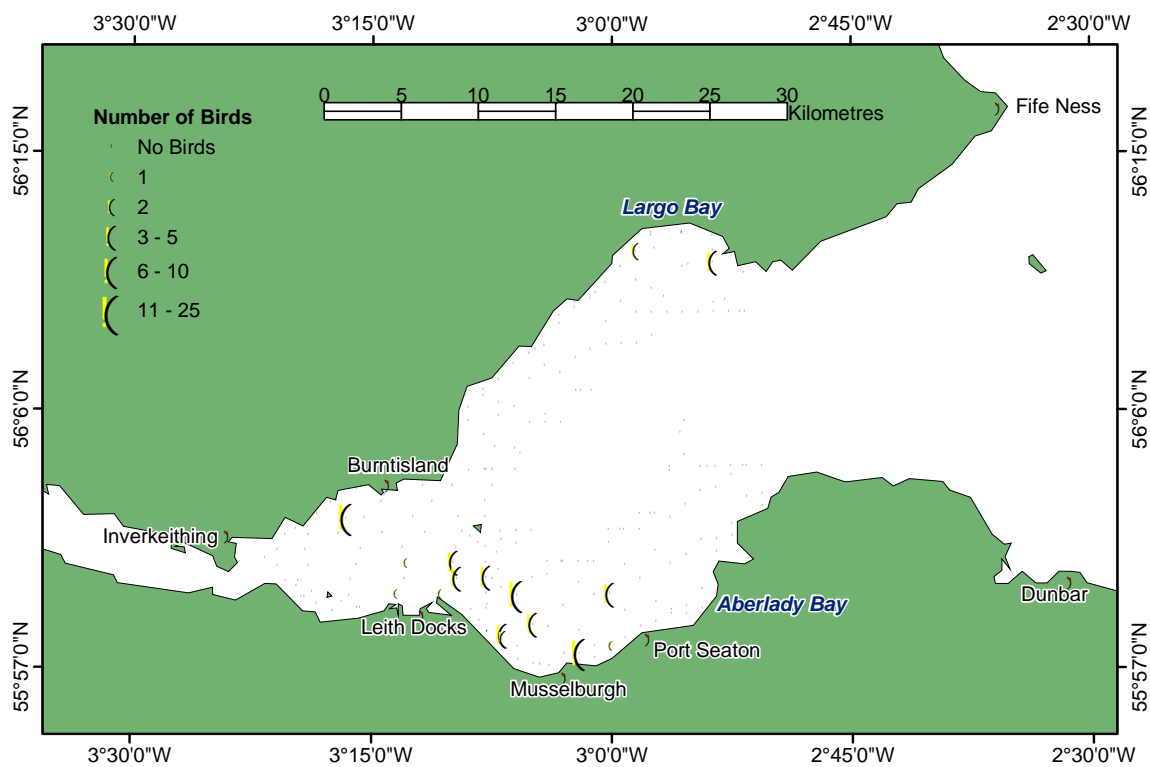 3°30'0"W 3°15'0"W 3°0'0"W 2°45'0"W 2°30'0"W
0 5 10 15 20 25 30
Kilometres
Number of Birds
No Birds
1
2
3 - 5
6 - 10
11 - 25
Fife Ness
56°15'0"N 56°15'0"N
Largo Bay
56°6'0"N 56°6'0"N
Burntisland
Inverkeithing
Dunbar
Aberlady Bay
Leith Docks
Port Seaton
Musselburgh
55°57'0"N 55°57'0"N
3°30'0"W 3°15'0"W 3°0'0"W 2°45'0"W 2°30'0"W